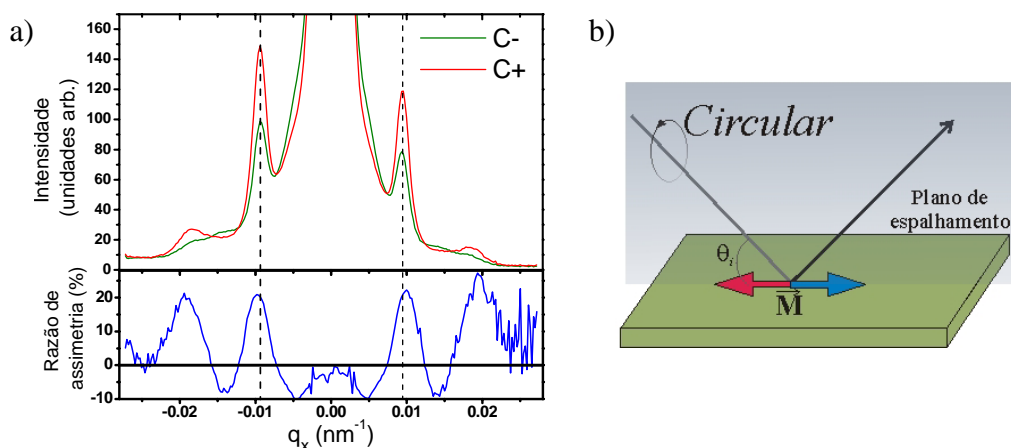 a)
160
140
120
100
80
60
40
20
0
Intensidade
(unidades arb.)
C-
C+
20
10
0
-10
Razão de
assimetria (%)
-0.02
-0.01
0.00
0.01
0.02
qx (nm-1)
b)
Circular
Plano de
espalhamento
θi
M